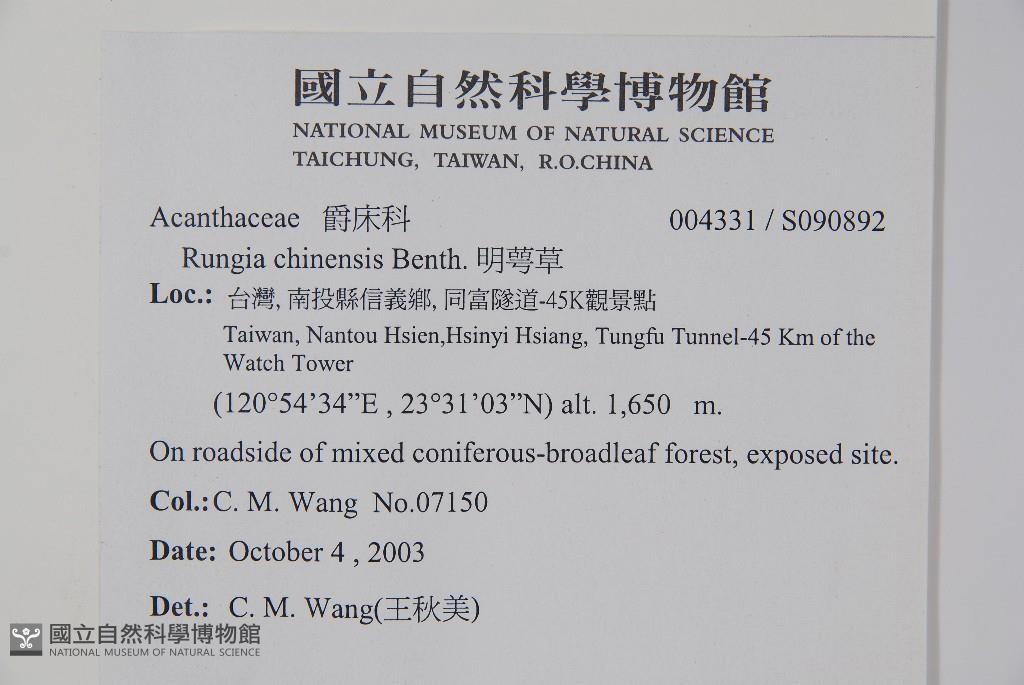 國立自然科學博物館
NATIONAL MUSEUM OF NATURAL SCIENCE
TAICHUNG, TAIWAN, R.O.CHINA
Acanthaceae 爵床科 004331 / S090892
Rungia chinensis Benth. 明萼草
Loc.: 台灣, 南投縣信義鄉, 同富隧道-45K觀景點
Taiwan, Nantou Hsien,Hsinyi Hsiang, Tungfu Tunnel-45 Km of the
Watch Tower
(120°54’34”E , 23°31’03”N) alt. 1,650 m.
On roadside of mixed coniferous-broadleaf forest, exposed site.
Col.: C. M. Wang No.07150
Date: October 4 , 2003
Det.: C. M. Wang(王秋美)
國立自然科學博物館
NATIONAL MUSEUM OF NATURAL SCIENCE